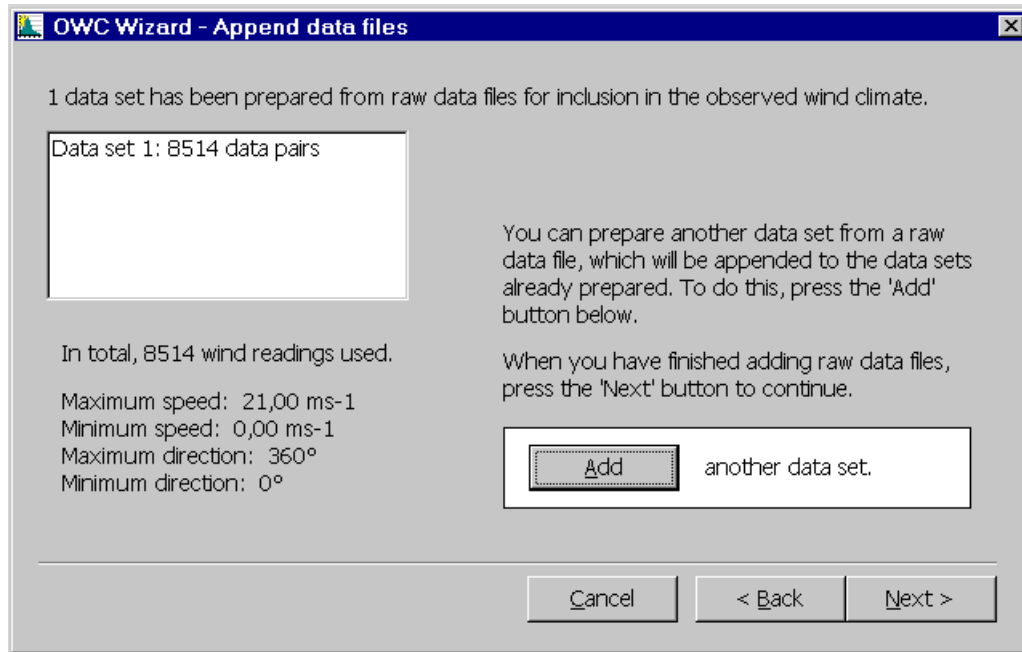 OWC Wizard - Append data files
1 data set has been prepared from raw data files for inclusion in the observed wind climate.
Data set 1: 8514 data pairs
In total, 8514 wind readings used.
Maximum speed: 21,00 ms-1
Minimum speed: 0,00 ms-1
Maximum direction: 360º
Minimum direction: 0º
You can prepare another data set from a raw
data file, which will be appended to the data sets
already prepared. To do this, press the 'Add'
button below.
When you have finished adding raw data files,
press the 'Next' button to continue.
Add another data set.
Cancel < Back Next >